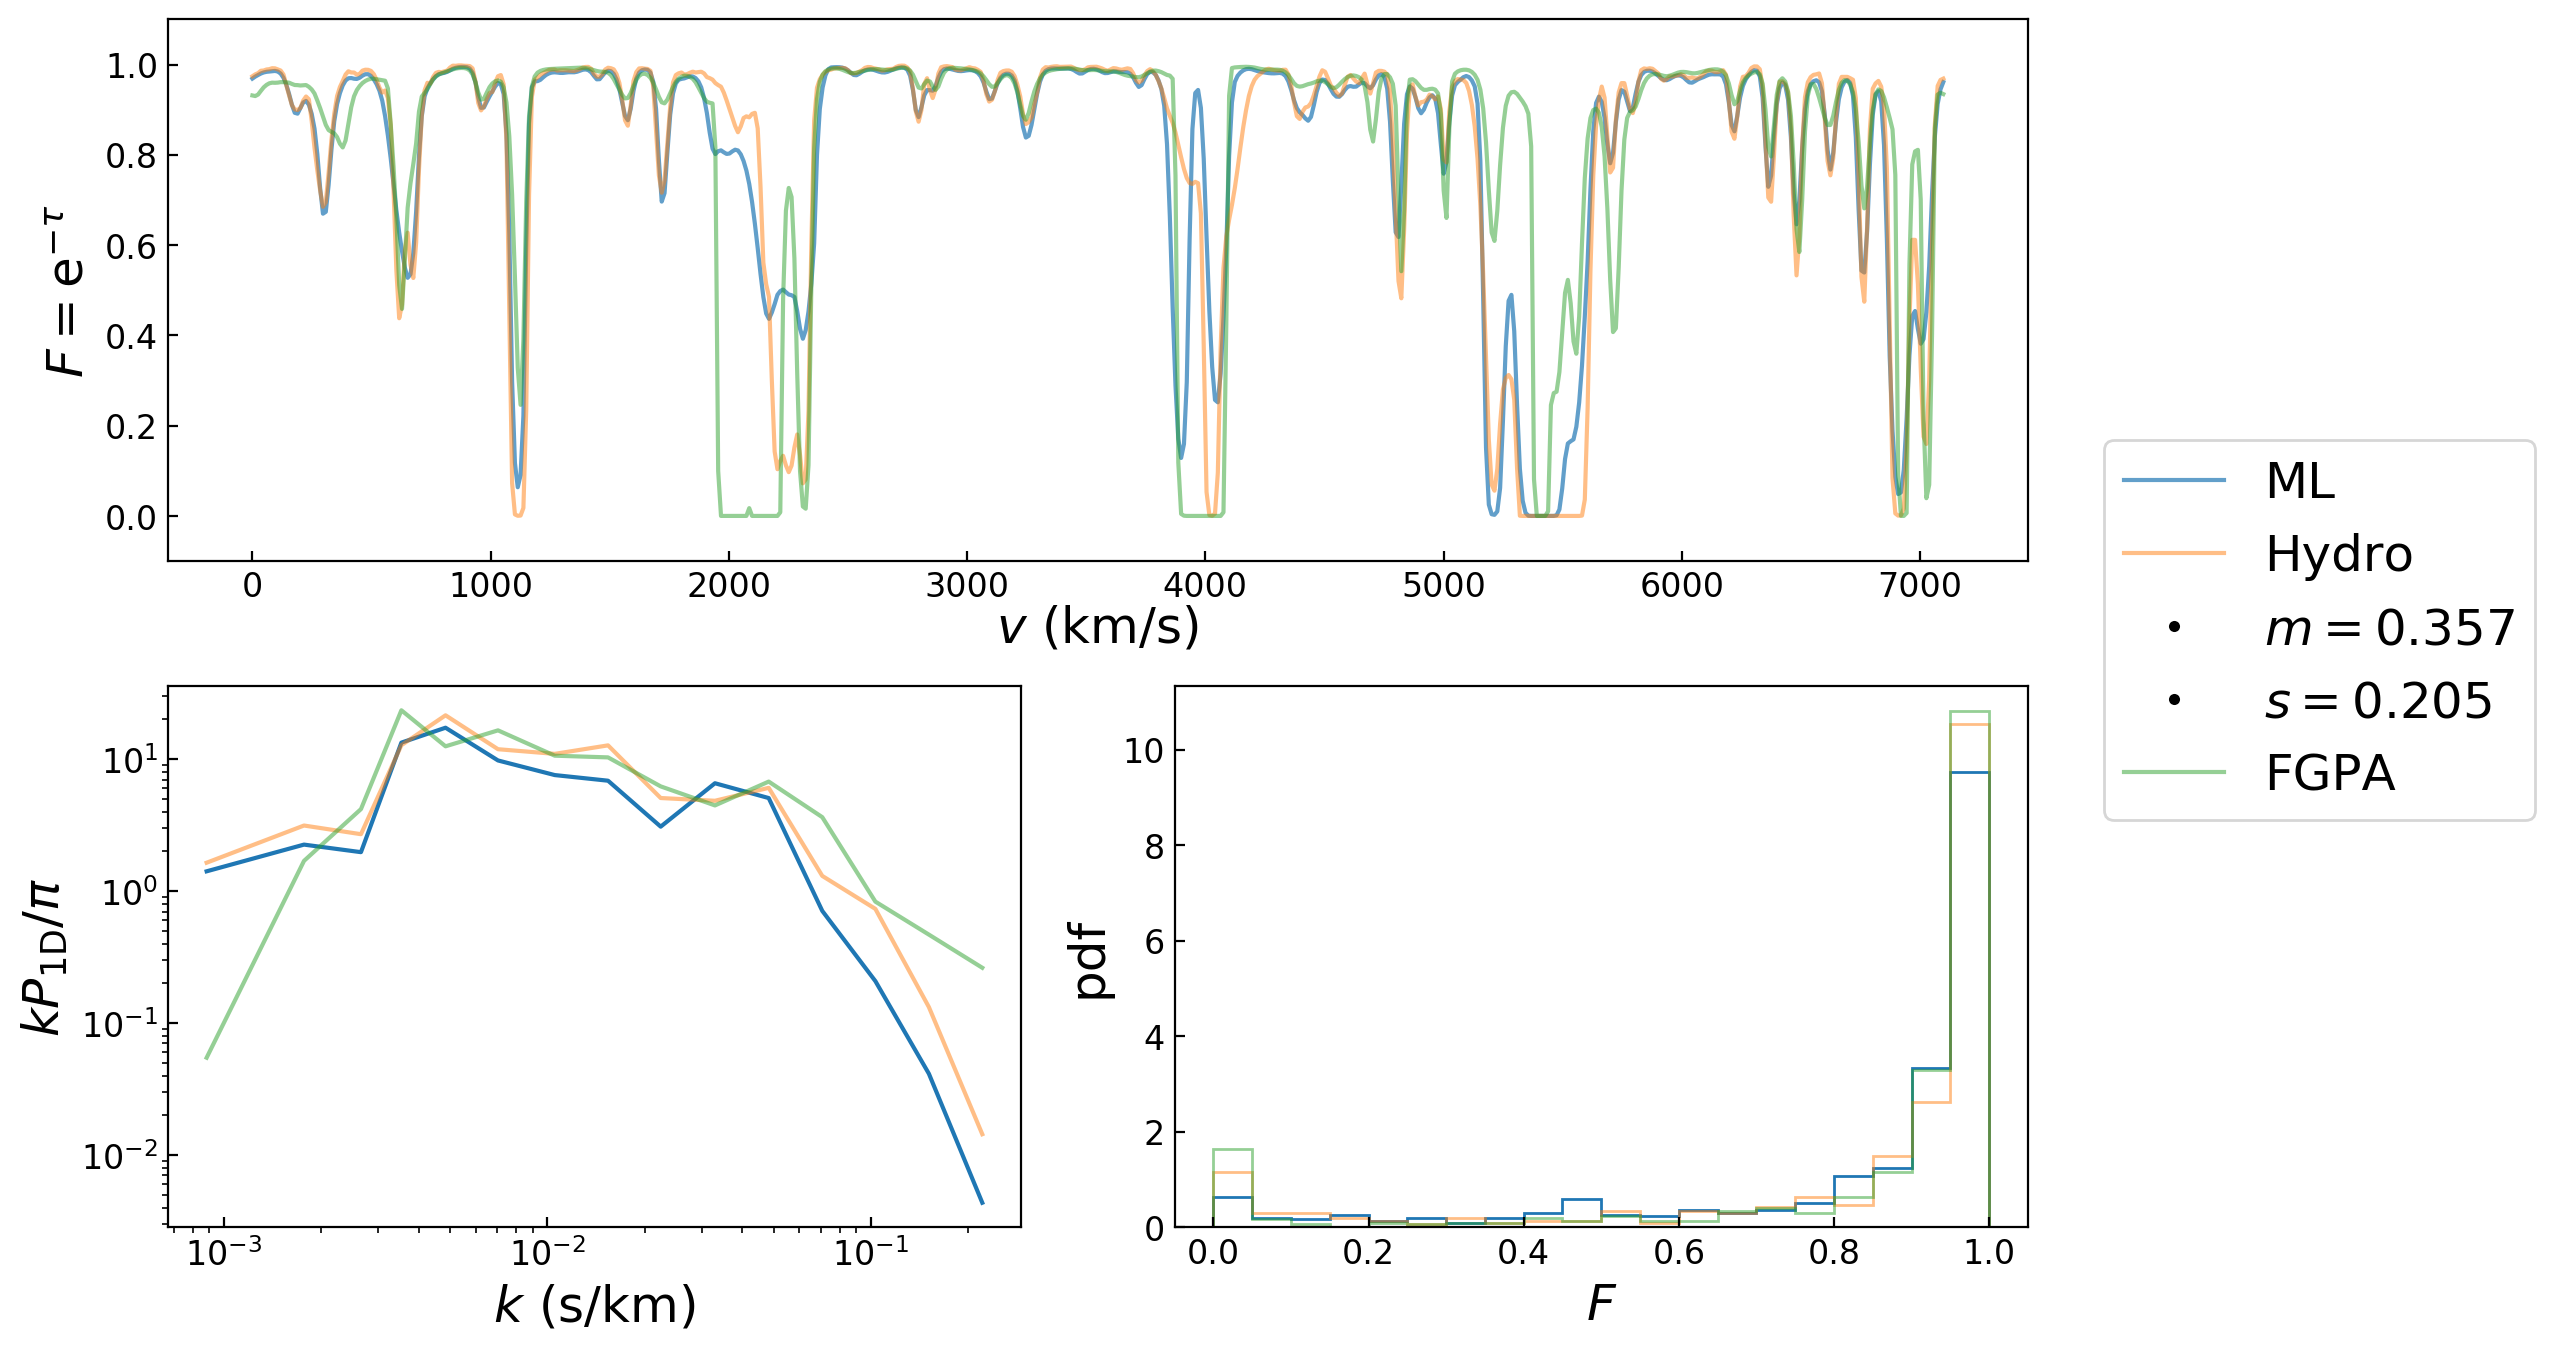 F = e^{−τ}
1.0
0.8
0.6
0.4
0.2
0.0
0 1000 2000 3000 4000 5000 6000 7000
v (km/s)
ML
Hydro
m = 0.357
s = 0.205
FGPA
kP_{1D}/π
10^1
10^0
10^{−1}
10^{−2}
10^{−3} 10^{−2} 10^{−1}
k (s/km)
pdf
10
8
6
4
2
0
0.0 0.2 0.4 0.6 0.8 1.0
F